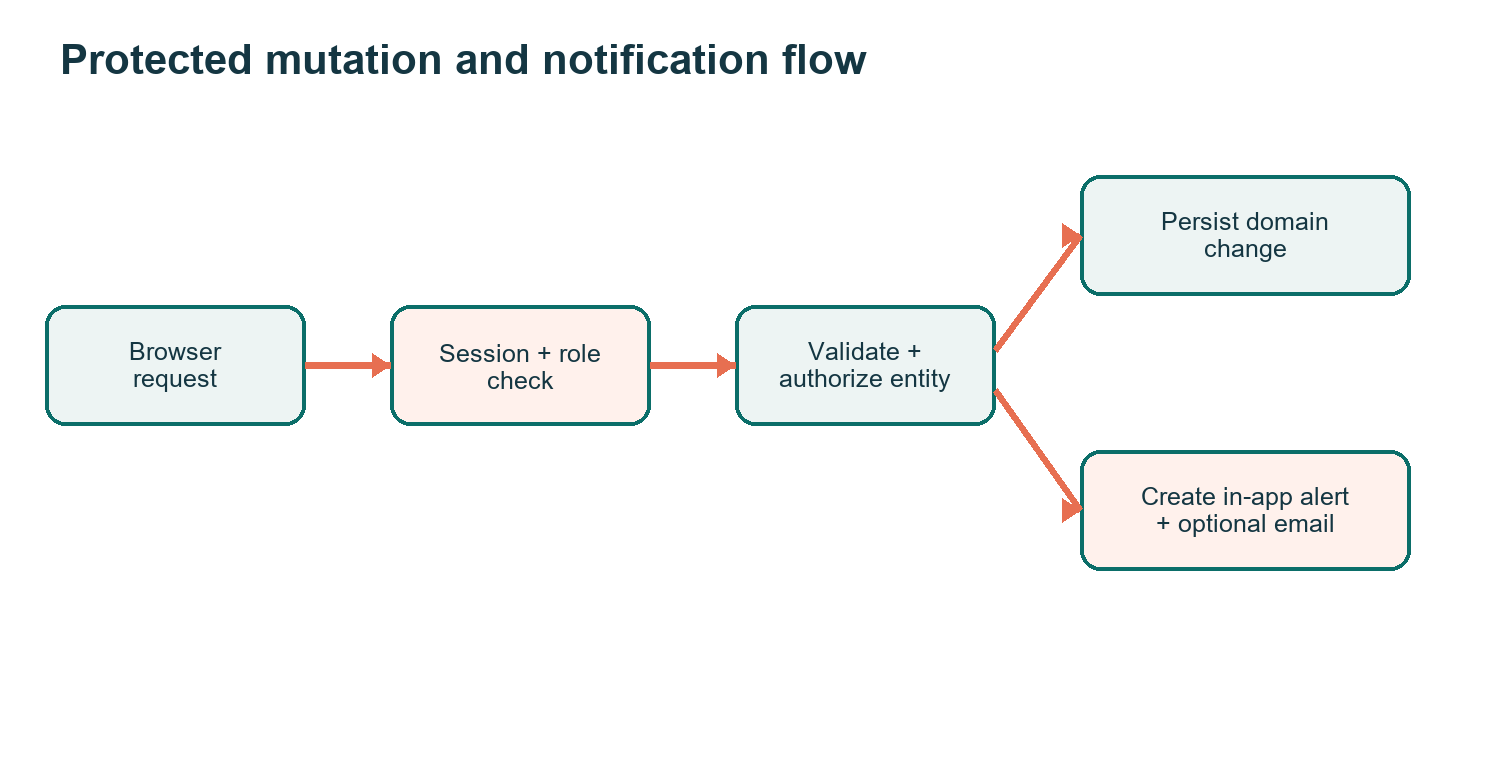 Protected mutation and notification flow
Browser
request
Session + role
check
Validate +
authorize entity
Persist domain
change
Create in-app alert
+ optional email